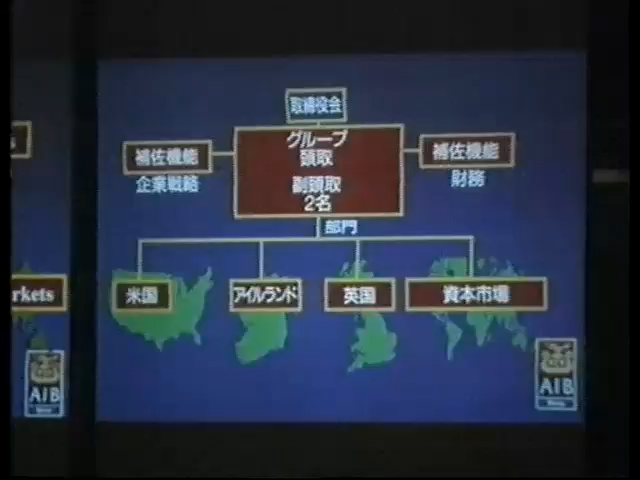 取締役会
グループ
頭取
副頭取
2名
補佐機能
企業戦略
補佐機能
財務
部門
米国
アイルランド
英国
資本市場
rkets
AIB
AIB